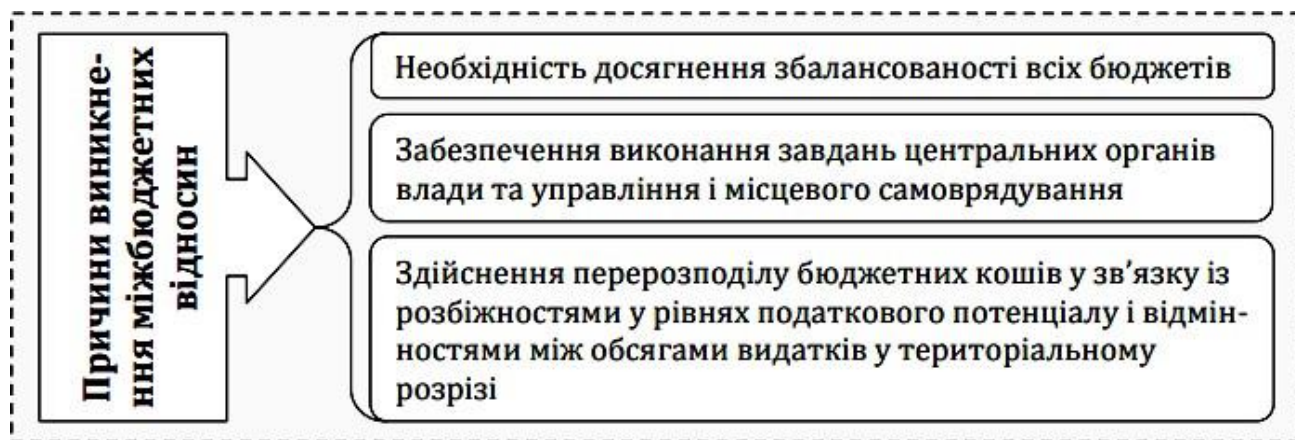 Причини виникне-
ння міжбюджетних
відносин
Необхідність досягнення збалансованості всіх бюджетів
Забезпечення виконання завдань центральних органів
влади та управління і місцевого самоврядування
Здійснення перерозподілу бюджетних кошів у зв’язку із
розбіжностями у рівнях податкового потенціалу і відмін-
ностями між обсягами видатків у територіальному
розрізі